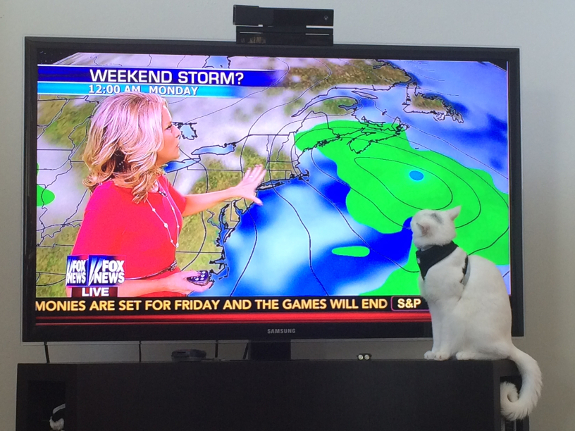 WEEKEND STORM?
12:00 AM MONDAY
FOX NEWS
FOX NEWS
LIVE
MONIES ARE SET FOR FRIDAY AND THE GAMES WILL END S&P
SAMSUNG